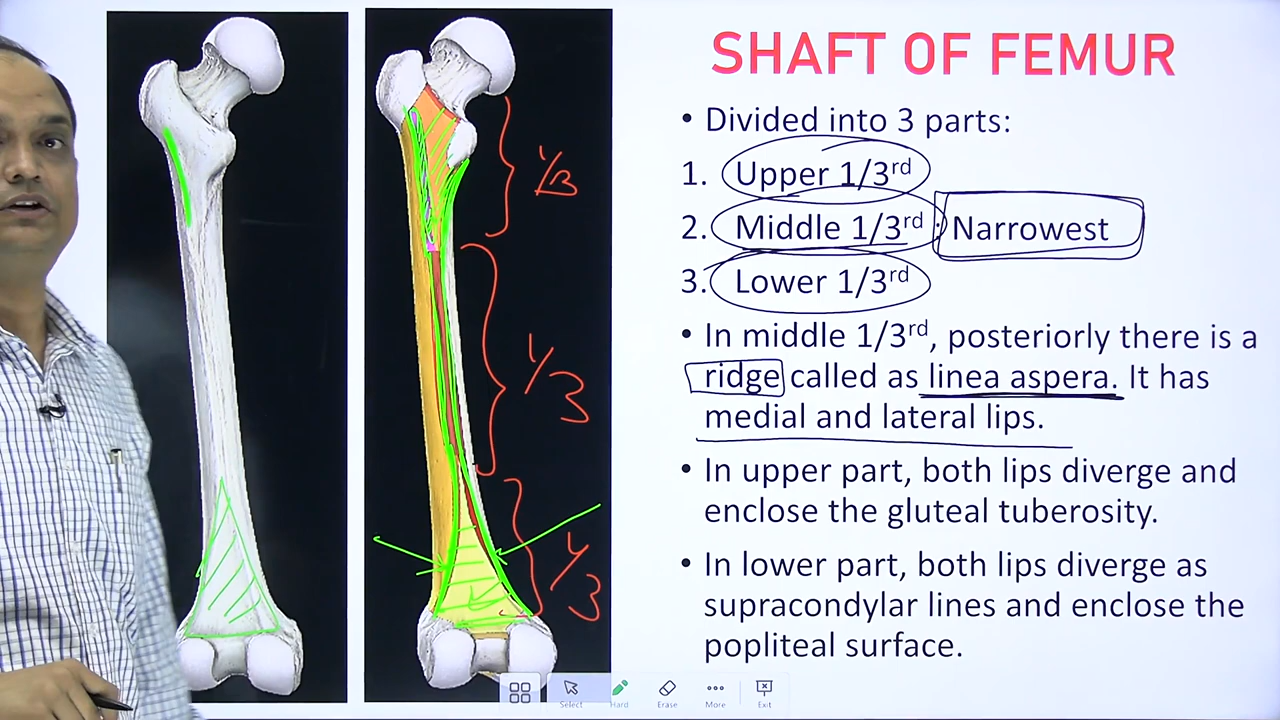 SHAFT OF FEMUR
• Divided into 3 parts:
1. Upper 1/3rd
2. Middle 1/3rd : Narrowest
3. Lower 1/3rd
• In middle 1/3rd, posteriorly there is a
ridge called as linea aspera. It has
medial and lateral lips.
• In upper part, both lips diverge and
enclose the gluteal tuberosity.
• In lower part, both lips diverge as
supracondylar lines and enclose the
popliteal surface.
1/3
1/3
1/3
Select
Hard
Erase
More
Exit